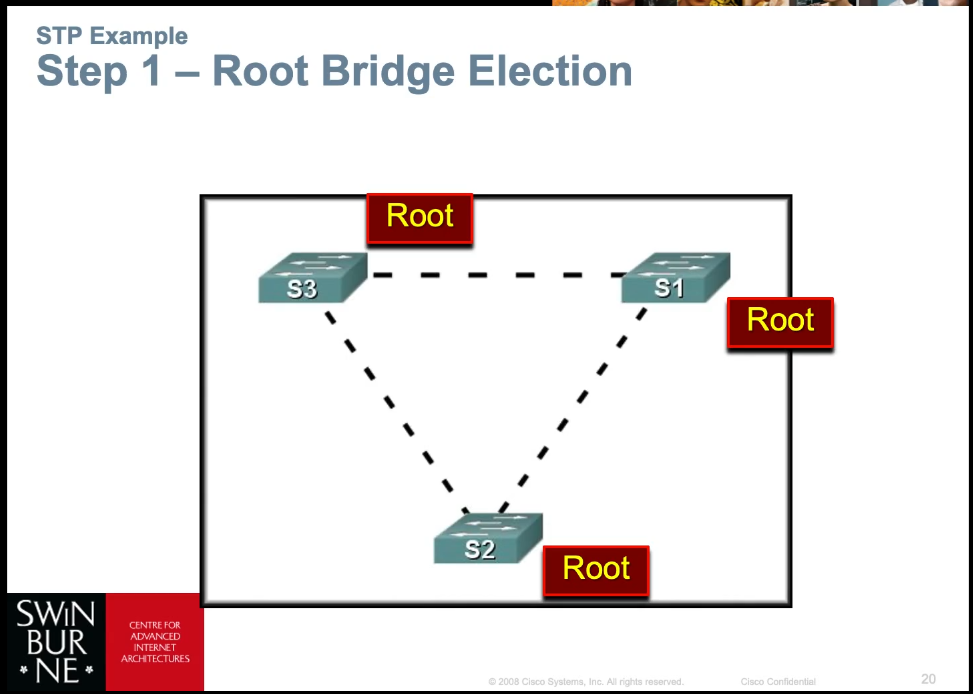 STP Example
Step 1 – Root Bridge Election
Root
S3
S1
Root
S2
Root
SWIN
BUR
* NE *
CENTRE FOR
ADVANCED
INTERNET
ARCHITECTURES
© 2008 Cisco Systems, Inc. All rights reserved.
Cisco Confidential
20